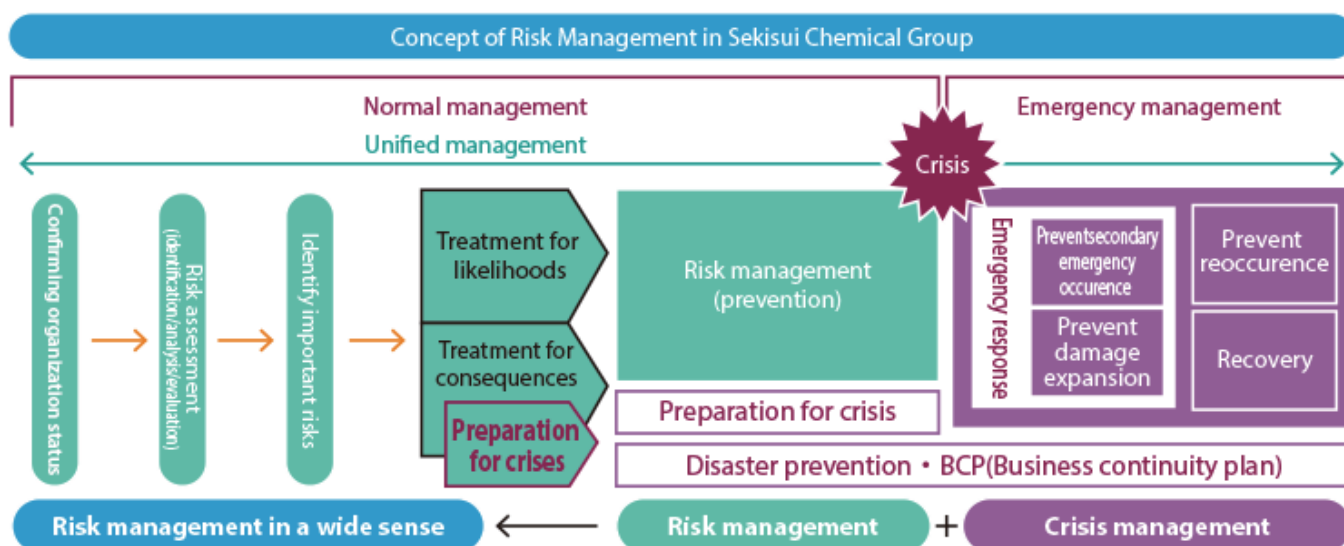 Concept of Risk Management in Sekisui Chemical Group
Normal management
Emergency management
Unified management
Crisis
Confirming organization status
Risk assessment
(identification/analysis/evaluation)
Identify important risks
Treatment for
likelihoods
Treatment for
consequences
Preparation
for crises
Risk management
(prevention)
Preparation for crisis
Emergency response
Preventsecondary
emergency
occurence
Prevent
damage
expansion
Prevent
reoccurence
Recovery
Disaster prevention・BCP(Business continuity plan)
Risk management in a wide sense
Risk management
+
Crisis management